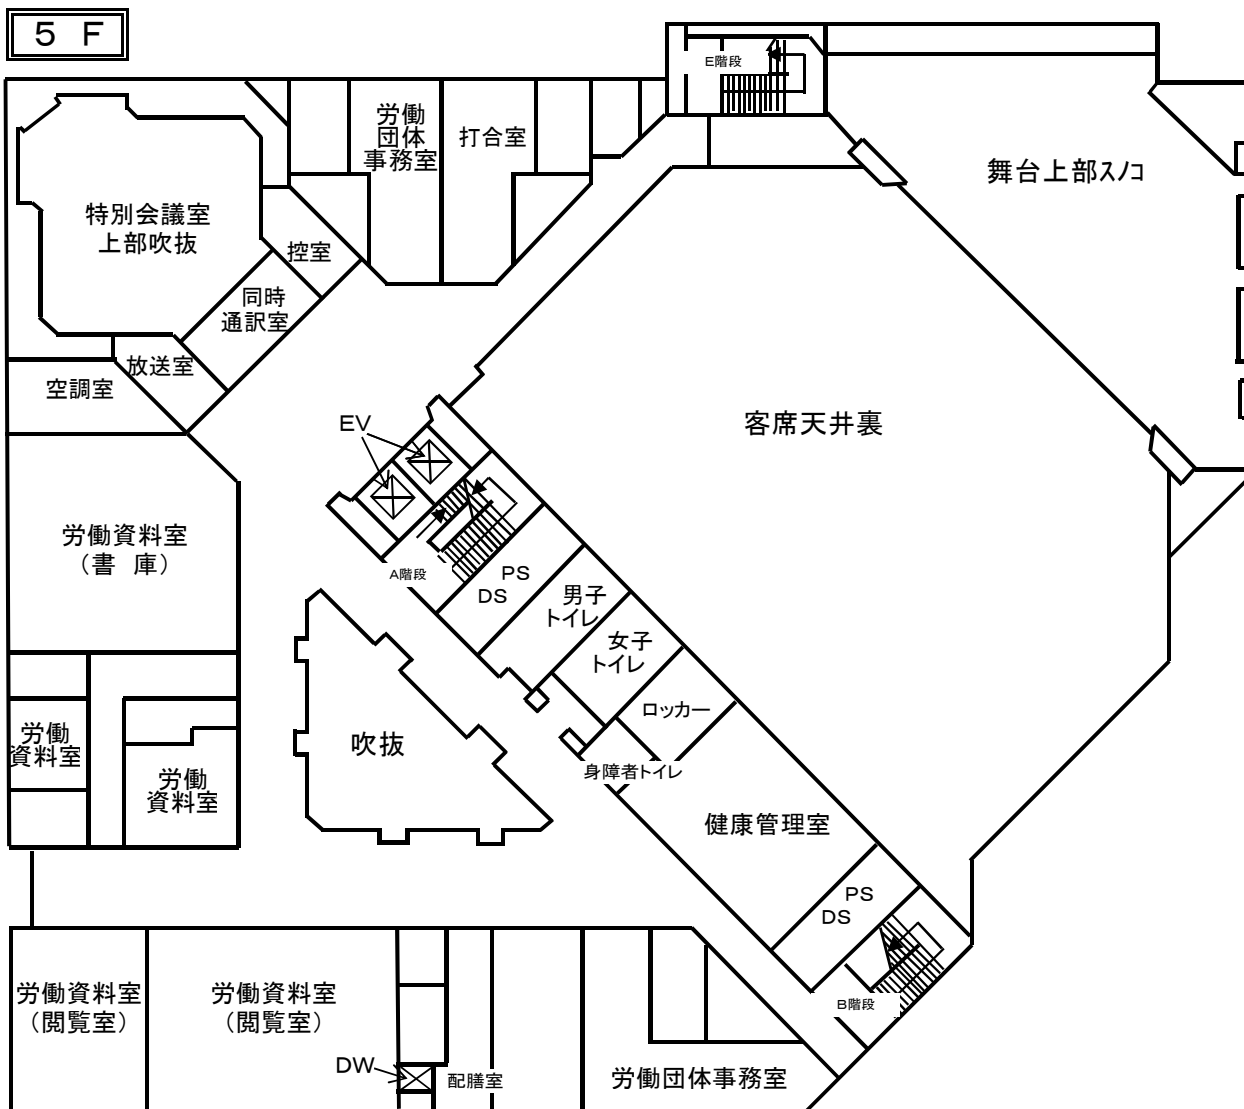 ５ Ｆ
E階段
労働
団体
事務室
打合室
舞台上部ｽﾉｺ
特別会議室
上部吹抜
控室
同時
通訳室
放送室
空調室
EV
客席天井裏
労働資料室
（書　庫）
A階段
PS
DS
男子
トイレ
女子
トイレ
ロッカー
労働
資料室
吹抜
身障者トイレ
労働
資料室
健康管理室
PS
DS
労働資料室
（閲覧室）
労働資料室
（閲覧室）
B階段
DW
配膳室
労働団体事務室